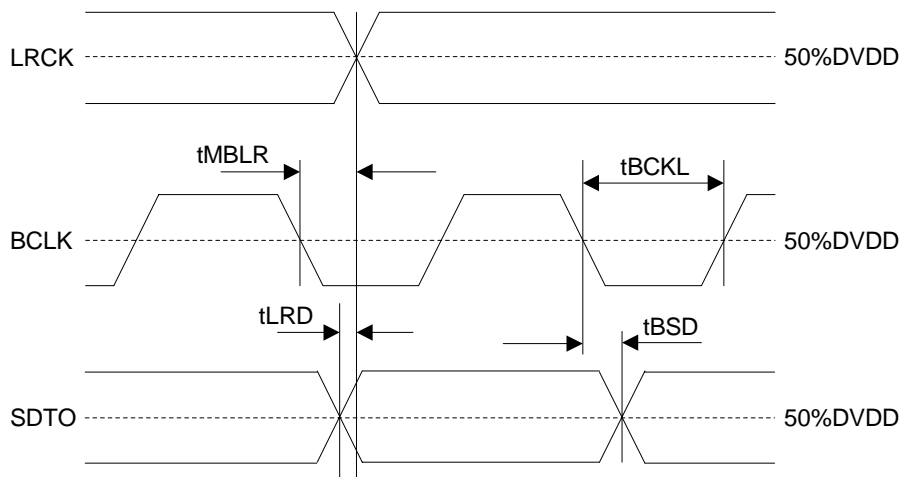 LRCK 50%DVDD
tMBLR tBCKL
BCLK 50%DVDD
tLRD tBSD
SDTO 50%DVDD